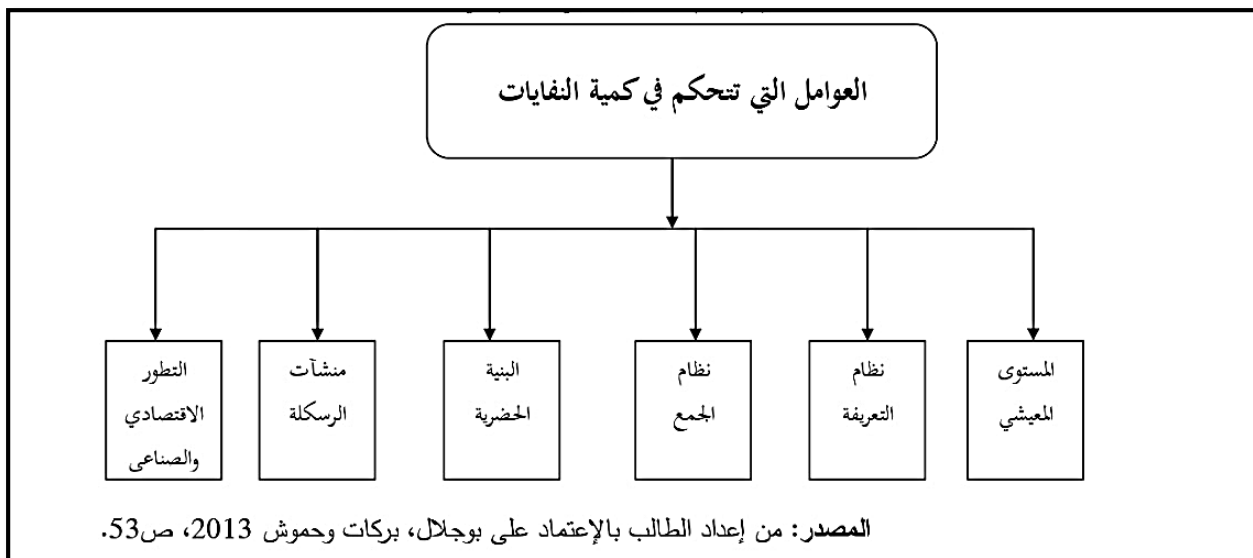 العوامل التي تتحكم في كمية النفايات
المستوى
المعيشي
نظام
التعريفة
نظام
الجمع
البنية
الحضرية
منشآت
الرسكلة
التطور
الاقتصادي
والصناعى
المصدر: من إعداد الطالب بالإعتماد على بوجلال، بركات وحموش 2013، ص53.